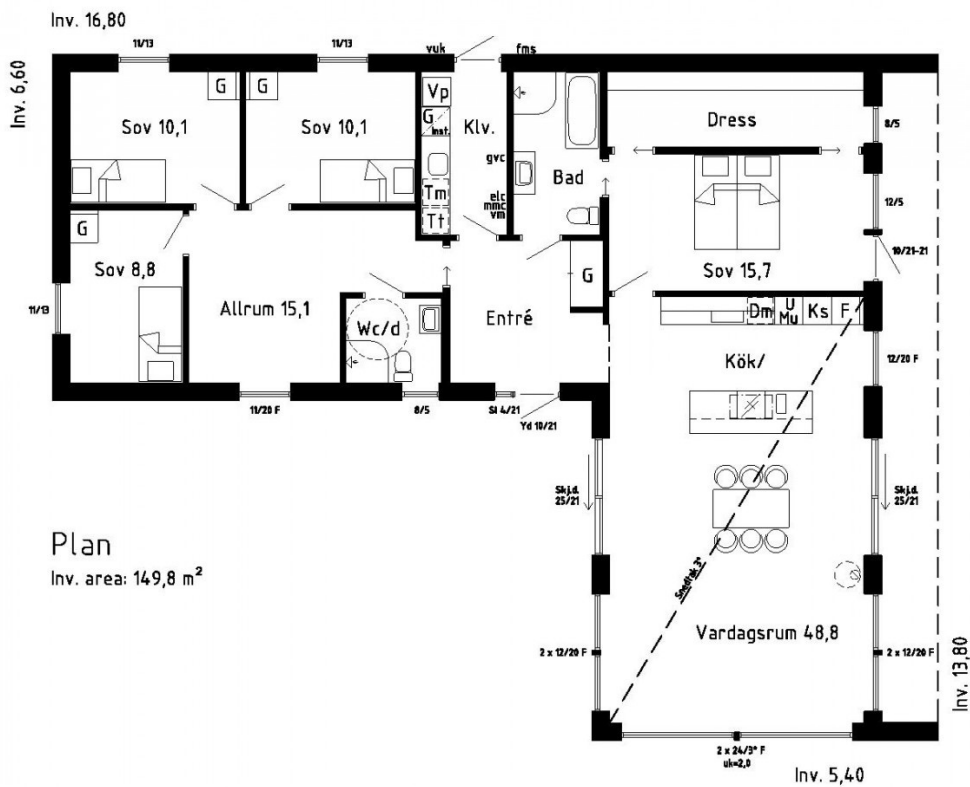 Inv. 16,80
Inv. 6,60
11/13
11/13
vuk
fms
G
G
Vp
G
Inst.
Klv.
Sov 10,1
Sov 10,1
Dress
8/5
gvc
Bad
Tm
Tt
elc
mmc
vm
12/5
G
Sov 8,8
G
Sov 15,7
10/21-21
11/13
Allrum 15,1
Wc/d
Entré
Dm
U
Mu
Ks
F
Kök/
12/20 F
11/20 F
8/5
Sl 4/21
Yd 10/21
Skj.d.
25/21
Skj.d.
25/21
Plan
Inv. area: 149,8 m²
Snedtak 3°
Vardagsrum 48,8
2 x 12/20 F
2 x 12/20 F
Inv. 13,80
2 x 24/3° F
uk=2,0
Inv. 5,40